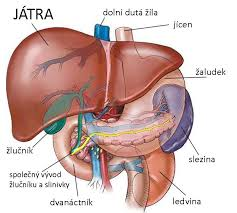 JÁTRA
dolní dutá žíla
jícen
žaludek
žlučník
slezina
společný vývod
žlučníku a slinivky
dvanáctník
ledvina